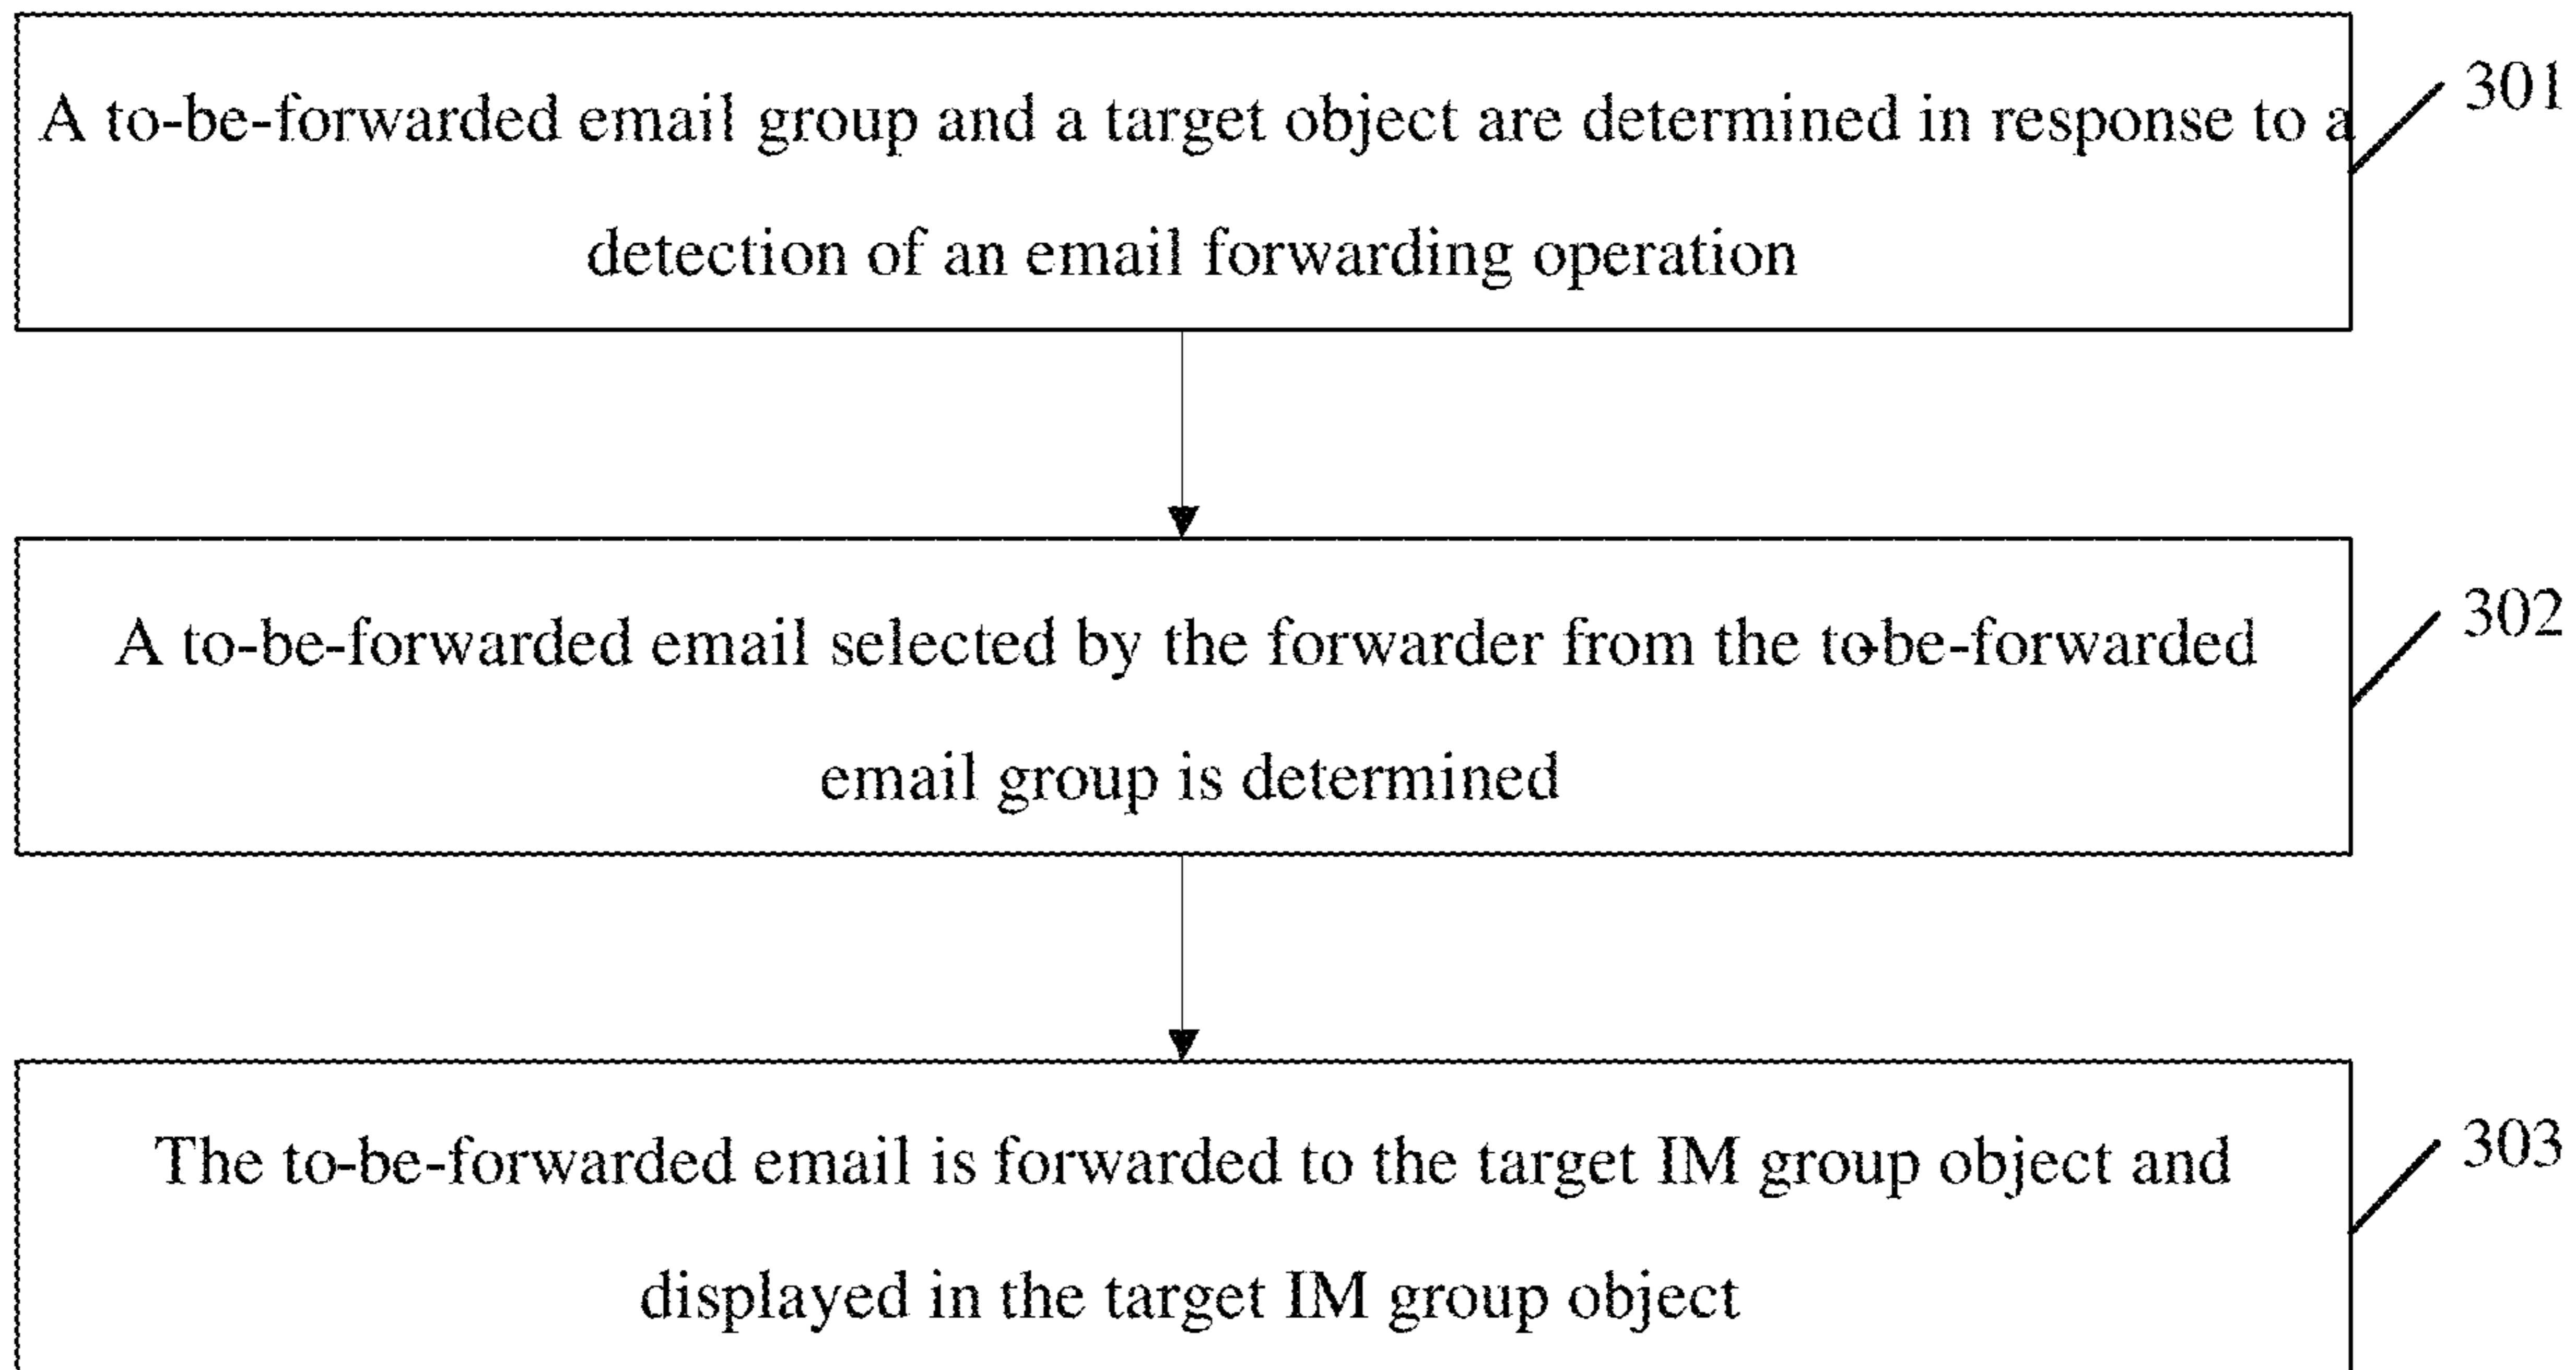 A to-be-forwarded email group and a target object are determined in response to a
detection of an email forwarding operation
301
A to-be-forwarded email selected by the forwarder from the to-be-forwarded
email group is determined
302
The to-be-forwarded email is forwarded to the target IM group object and
displayed in the target IM group object
303